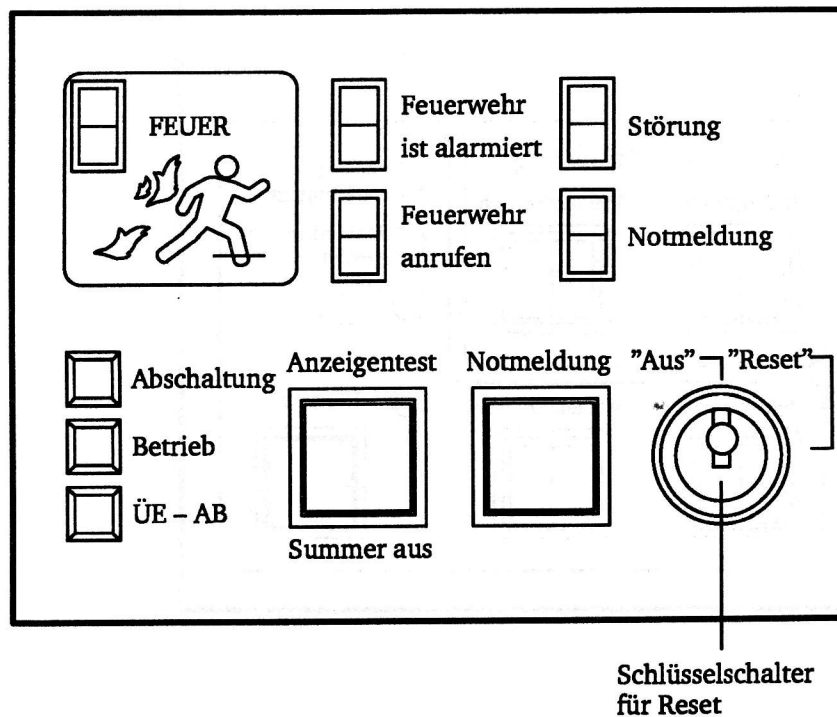 FEUER
Feuerwehr
ist alarmiert
Störung
Feuerwehr
anrufen
Notmeldung
Abschaltung
Betrieb
ÜE – AB
Anzeigentest
Summer aus
Notmeldung
"Aus"
"Reset"
Schlüsselschalter
für Reset